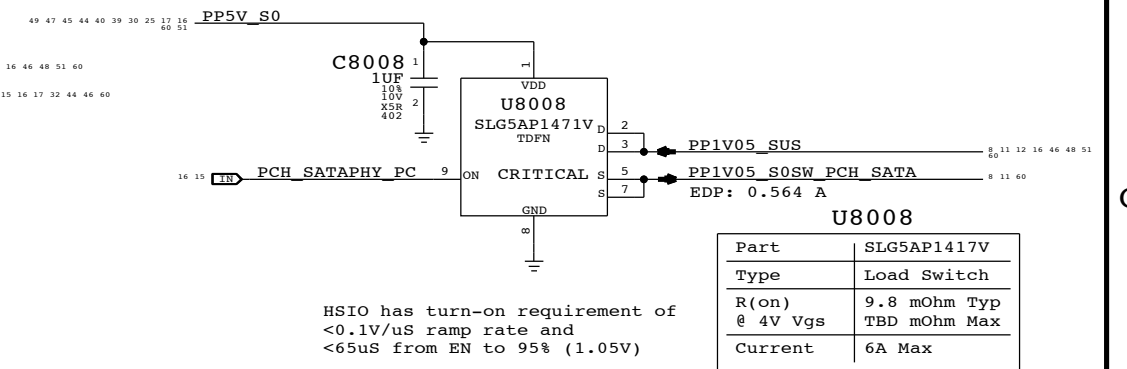 49 47 45 44 40 39 30 25 17 16 PP5V_S0
60 51
16 46 48 51 60
15 16 17 32 44 46 60
C8008 1
1UF
10%
10V
X5R
402
2
1
VDD
U8008
SLG5AP1471V
TDFN
D 2
D 3
PP1V05_SUS
8 11 12 16 46 48 51
60
16 15 IN PCH_SATAPHY_PC 9 ON CRITICAL S 5 PP1V05_S0SW_PCH_SATA 8 11 60
S 7 EDP: 0.564 A
GND
8
HSIO has turn-on requirement of
<0.1V/uS ramp rate and
<65uS from EN to 95% (1.05V)
U8008
Part SLG5AP1417V
Type Load Switch
R(on) 9.8 mOhm Typ
@ 4V Vgs TBD mOhm Max
Current 6A Max